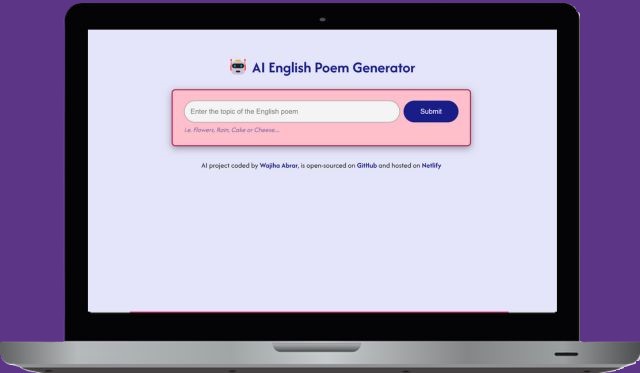 AI English Poem Generator
Enter the topic of the English poem
Submit
i.e. Flowers, Rain, Cake or Cheese...
AI project coded by Wajiha Abrar, is open-sourced on GitHub and hosted on Netlify